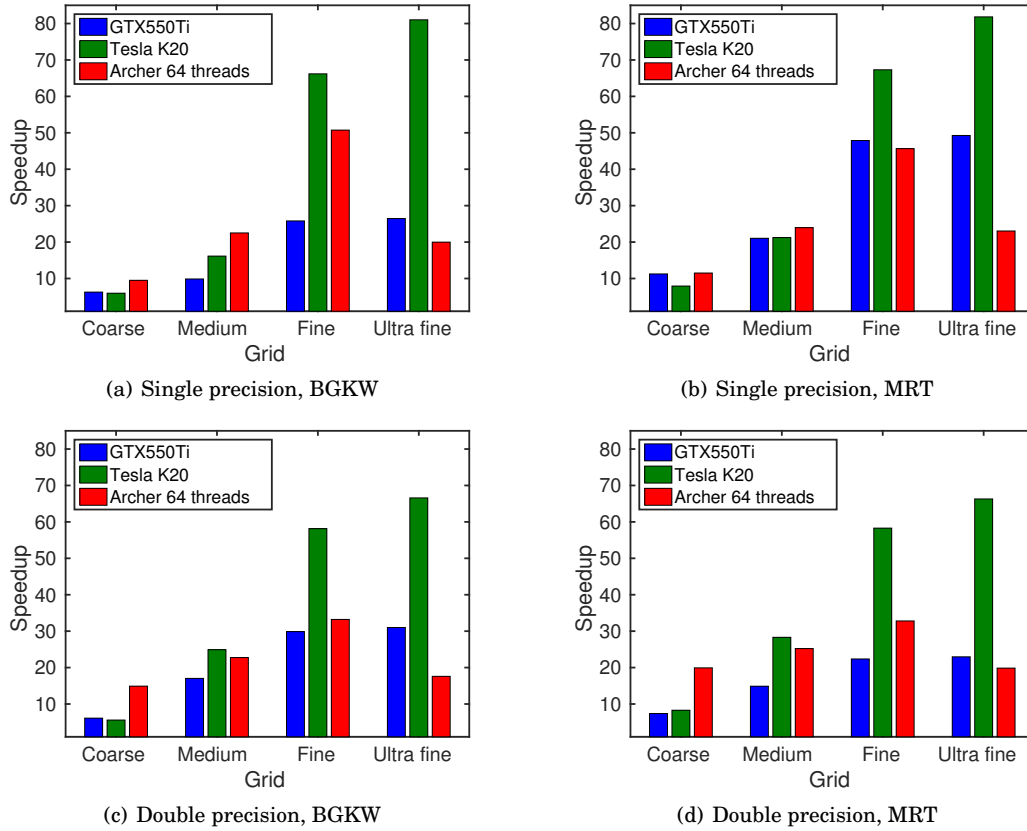 80
70
60
50
40
30
20
10
Speedup
GTX550Ti
Tesla K20
Archer 64 threads
Coarse Medium Fine Ultra fine
Grid
(a) Single precision, BGKW
80
70
60
50
40
30
20
10
Speedup
GTX550Ti
Tesla K20
Archer 64 threads
Coarse Medium Fine Ultra fine
Grid
(b) Single precision, MRT
80
70
60
50
40
30
20
10
Speedup
GTX550Ti
Tesla K20
Archer 64 threads
Coarse Medium Fine Ultra fine
Grid
(c) Double precision, BGKW
80
70
60
50
40
30
20
10
Speedup
GTX550Ti
Tesla K20
Archer 64 threads
Coarse Medium Fine Ultra fine
Grid
(d) Double precision, MRT